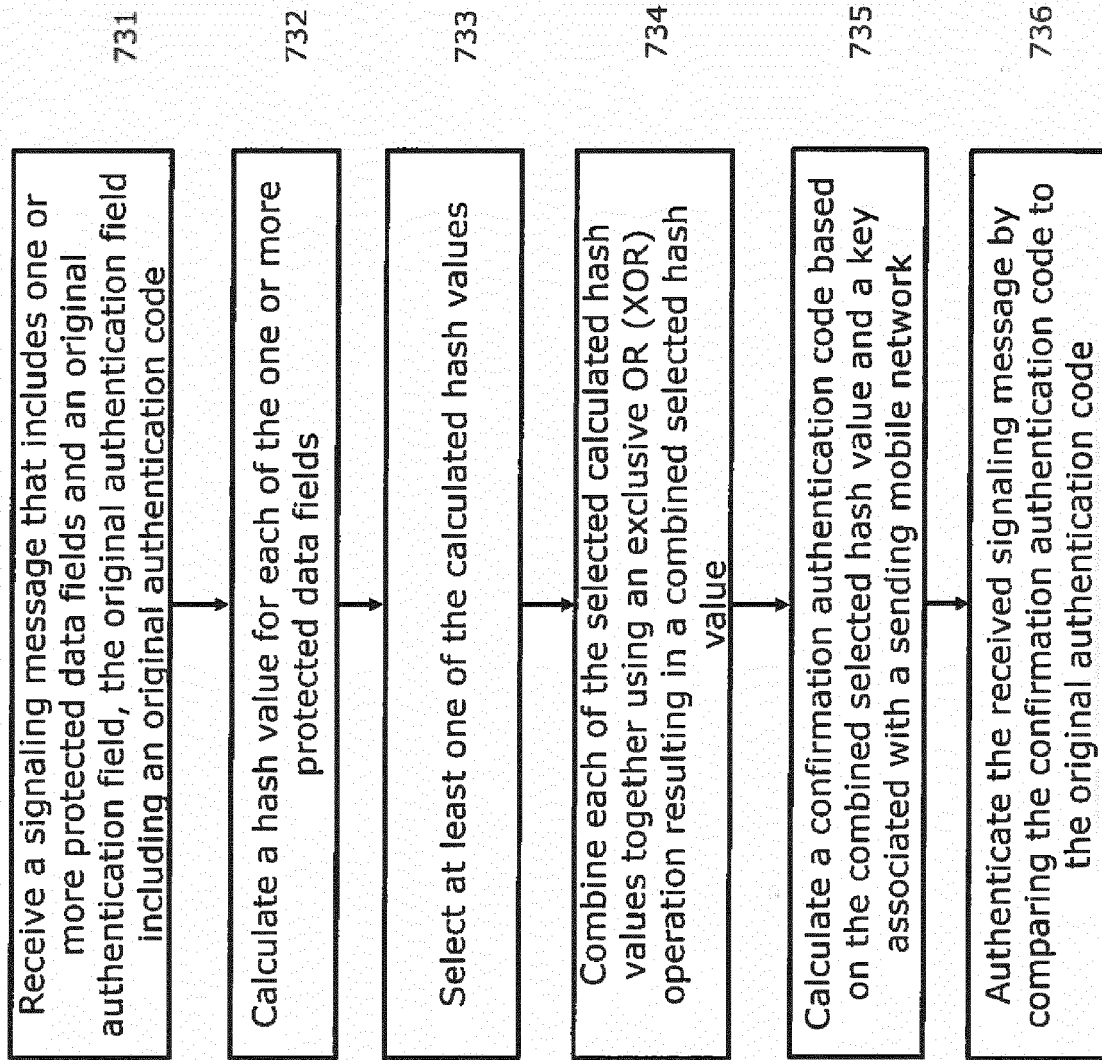 Receive a signaling message that includes one or
more protected data fields and an original
authentication field, the original authentication field
including an original authentication code
731
Calculate a hash value for each of the one or more
protected data fields
732
Select at least one of the calculated hash values
733
Combine each of the selected calculated hash
values together using an exclusive OR (XOR)
operation resulting in a combined selected hash
value
734
Calculate a confirmation authentication code based
on the combined selected hash value and a key
associated with a sending mobile network
735
Authenticate the received signaling message by
comparing the confirmation authentication code to
the original authentication code
736